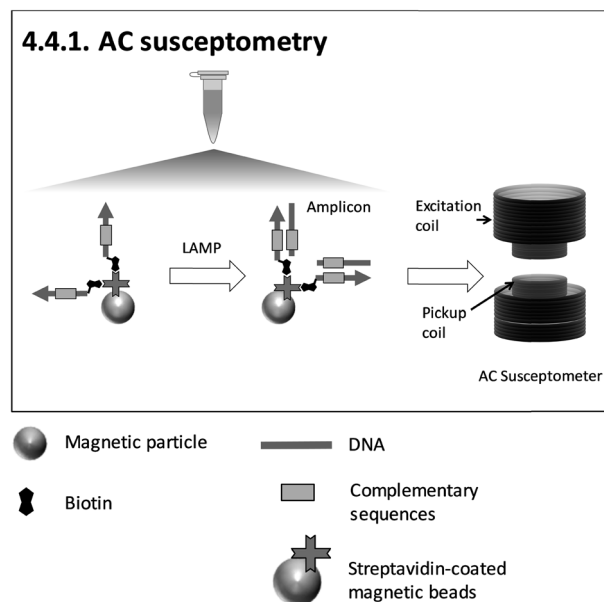 4.4.1. AC susceptometry
LAMP
Amplicon
Excitation
coil
Pickup
coil
AC Susceptometer
Magnetic particle
DNA
Biotin
Complementary
sequences
Streptavidin-coated
magnetic beads